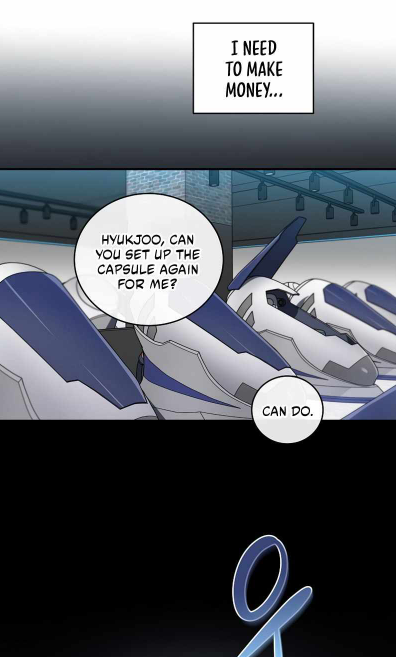 I NEED
TO MAKE
MONEY...
HYUKJOO, CAN
YOU SET UP THE
CAPSULE AGAIN
FOR ME?
CAN DO.